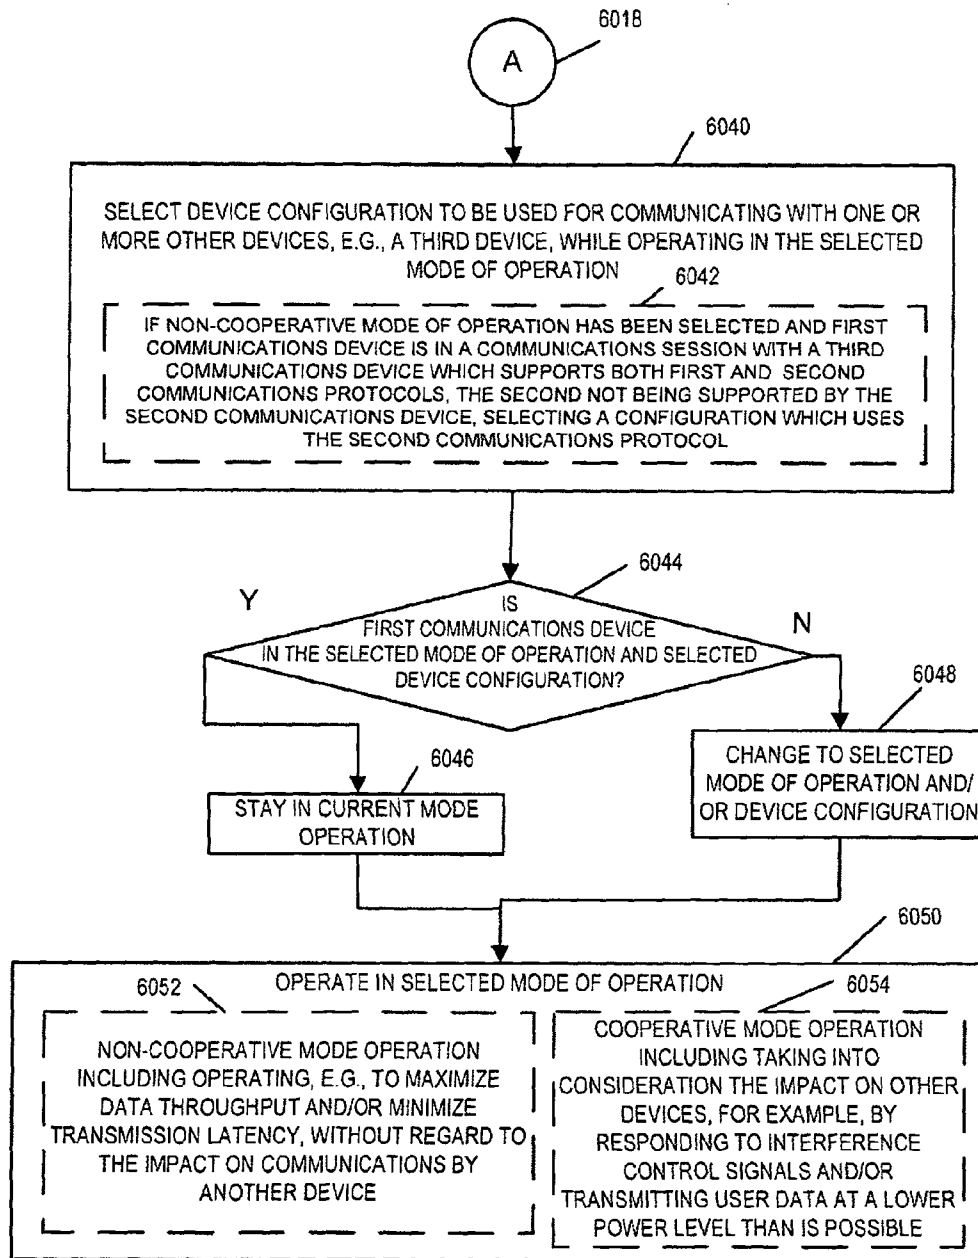 6018
A
6040
SELECT DEVICE CONFIGURATION TO BE USED FOR COMMUNICATING WITH ONE OR
MORE OTHER DEVICES, E.G., A THIRD DEVICE, WHILE OPERATING IN THE SELECTED
MODE OF OPERATION
6042
IF NON-COOPERATIVE MODE OF OPERATION HAS BEEN SELECTED AND FIRST
COMMUNICATIONS DEVICE IS IN A COMMUNICATIONS SESSION WITH A THIRD
COMMUNICATIONS DEVICE WHICH SUPPORTS BOTH FIRST AND SECOND
COMMUNICATIONS PROTOCOLS, THE SECOND NOT BEING SUPPORTED BY THE
SECOND COMMUNICATIONS DEVICE, SELECTING A CONFIGURATION WHICH USES
THE SECOND COMMUNICATIONS PROTOCOL
6044
Y
N
IS
FIRST COMMUNICATIONS DEVICE
IN THE SELECTED MODE OF OPERATION AND SELECTED
DEVICE CONFIGURATION?
6046
STAY IN CURRENT MODE
OPERATION
6048
CHANGE TO SELECTED
MODE OF OPERATION AND/
OR DEVICE CONFIGURATION
6050
OPERATE IN SELECTED MODE OF OPERATION
6052
NON-COOPERATIVE MODE OPERATION
INCLUDING OPERATING, E.G., TO MAXIMIZE
DATA THROUGHPUT AND/OR MINIMIZE
TRANSMISSION LATENCY, WITHOUT REGARD TO
THE IMPACT ON COMMUNICATIONS BY
ANOTHER DEVICE
6054
COOPERATIVE MODE OPERATION
INCLUDING TAKING INTO
CONSIDERATION THE IMPACT ON OTHER
DEVICES, FOR EXAMPLE, BY
RESPONDING TO INTERFERENCE
CONTROL SIGNALS AND/OR
TRANSMITTING USER DATA AT A LOWER
POWER LEVEL THAN IS POSSIBLE